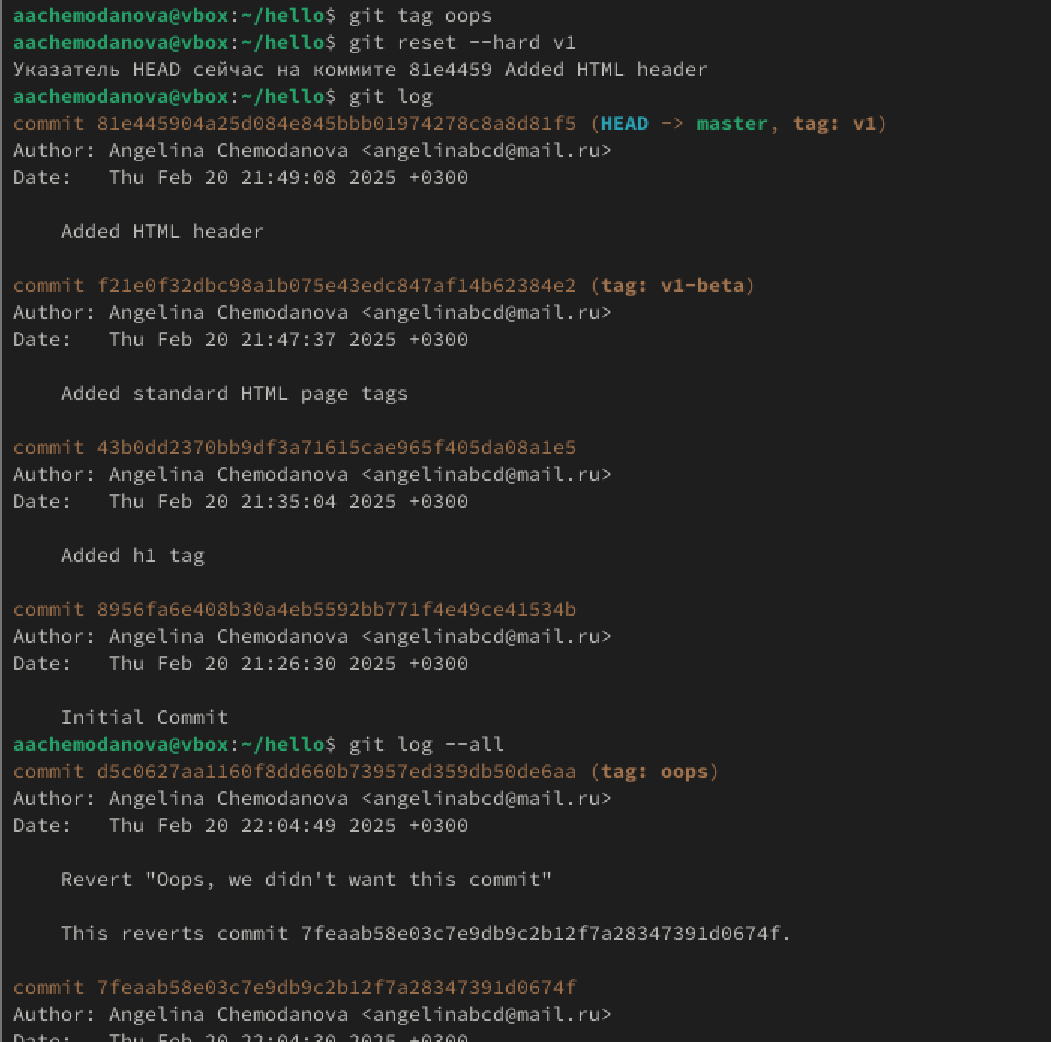 aachemodanova@vbox:~/hello$ git tag oops
aachemodanova@vbox:~/hello$ git reset --hard v1
Указатель HEAD сейчас на коммите 81e4459 Added HTML header
aachemodanova@vbox:~/hello$ git log
commit 81e445904a25d084e845bbb01974278c8a8d81f5 (HEAD -> master, tag: v1)
Author: Angelina Chemodanova <angelinabcd@mail.ru>
Date:   Thu Feb 20 21:49:08 2025 +0300
    Added HTML header
commit f21e0f32dbc98a1b075e43edc847af14b62384e2 (tag: v1-beta)
Author: Angelina Chemodanova <angelinabcd@mail.ru>
Date:   Thu Feb 20 21:47:37 2025 +0300
    Added standard HTML page tags
commit 43b0dd2370bb9df3a71615cae965f405da08a1e5
Author: Angelina Chemodanova <angelinabcd@mail.ru>
Date:   Thu Feb 20 21:35:04 2025 +0300
    Added h1 tag
commit 8956fa6e408b30a4eb5592bb771f4e49ce41534b
Author: Angelina Chemodanova <angelinabcd@mail.ru>
Date:   Thu Feb 20 21:26:30 2025 +0300
    Initial Commit
aachemodanova@vbox:~/hello$ git log --all
commit d5c0627aa1160f8dd660b73957ed359db50de6aa (tag: oops)
Author: Angelina Chemodanova <angelinabcd@mail.ru>
Date:   Thu Feb 20 22:04:49 2025 +0300
    Revert "Oops, we didn't want this commit"
    This reverts commit 7feaab58e03c7e9db9c2b12f7a28347391d0674f.
commit 7feaab58e03c7e9db9c2b12f7a28347391d0674f
Author: Angelina Chemodanova <angelinabcd@mail.ru>
Date:   Thu Feb 20 22:04:30 2025 +0300